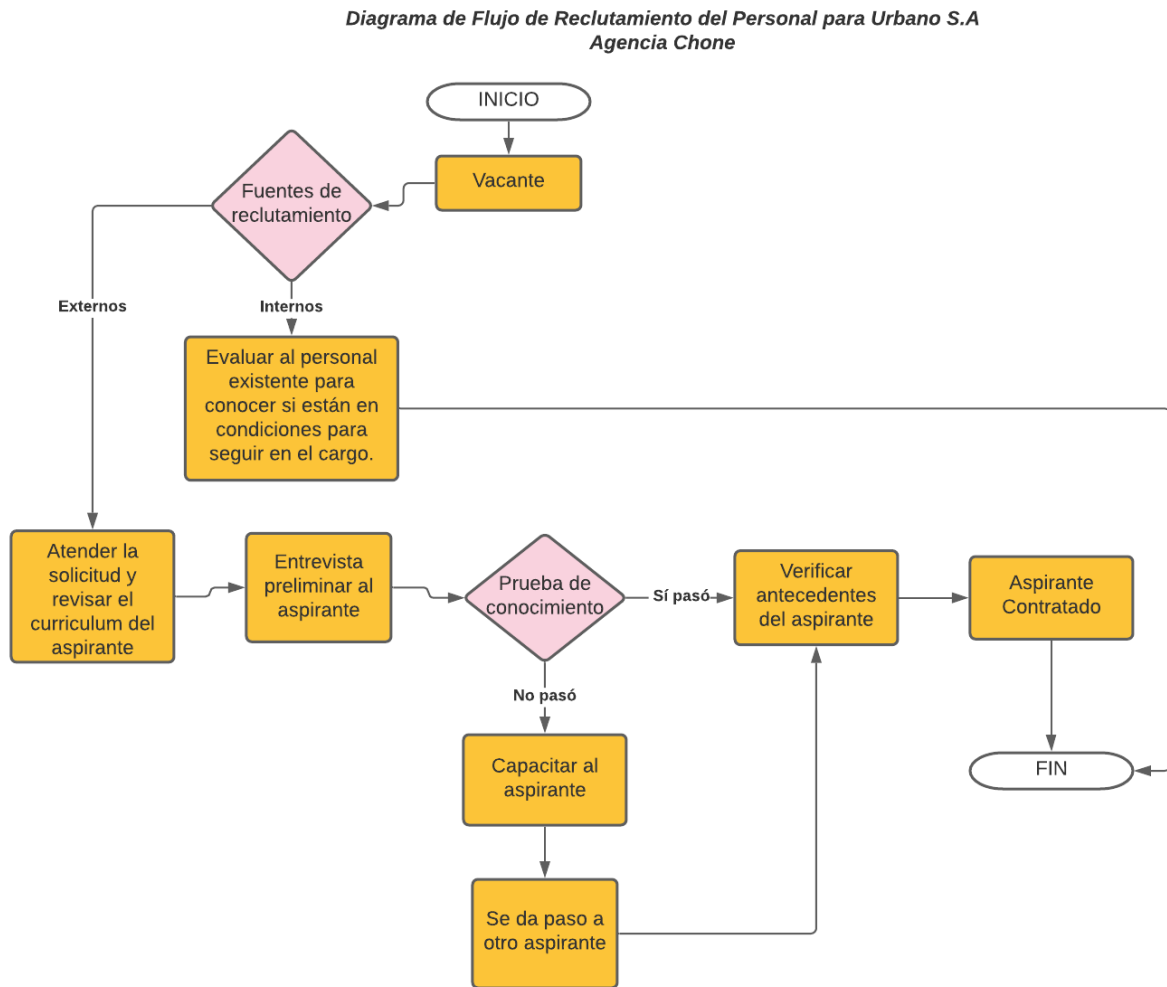 Diagrama de Flujo de Reclutamiento del Personal para Urbano S.A
Agencia Chone
INICIO
Vacante
Fuentes de
reclutamiento
Externos
Internos
Evaluar al personal
existente para
conocer si están en
condiciones para
seguir en el cargo.
Atender la
solicitud y
revisar el
curriculum del
aspirante
Entrevista
preliminar al
aspirante
Prueba de
conocimiento
Sí pasó
Verificar
antecedentes
del aspirante
Aspirante
Contratado
No pasó
Capacitar al
aspirante
FIN
Se da paso a
otro aspirante